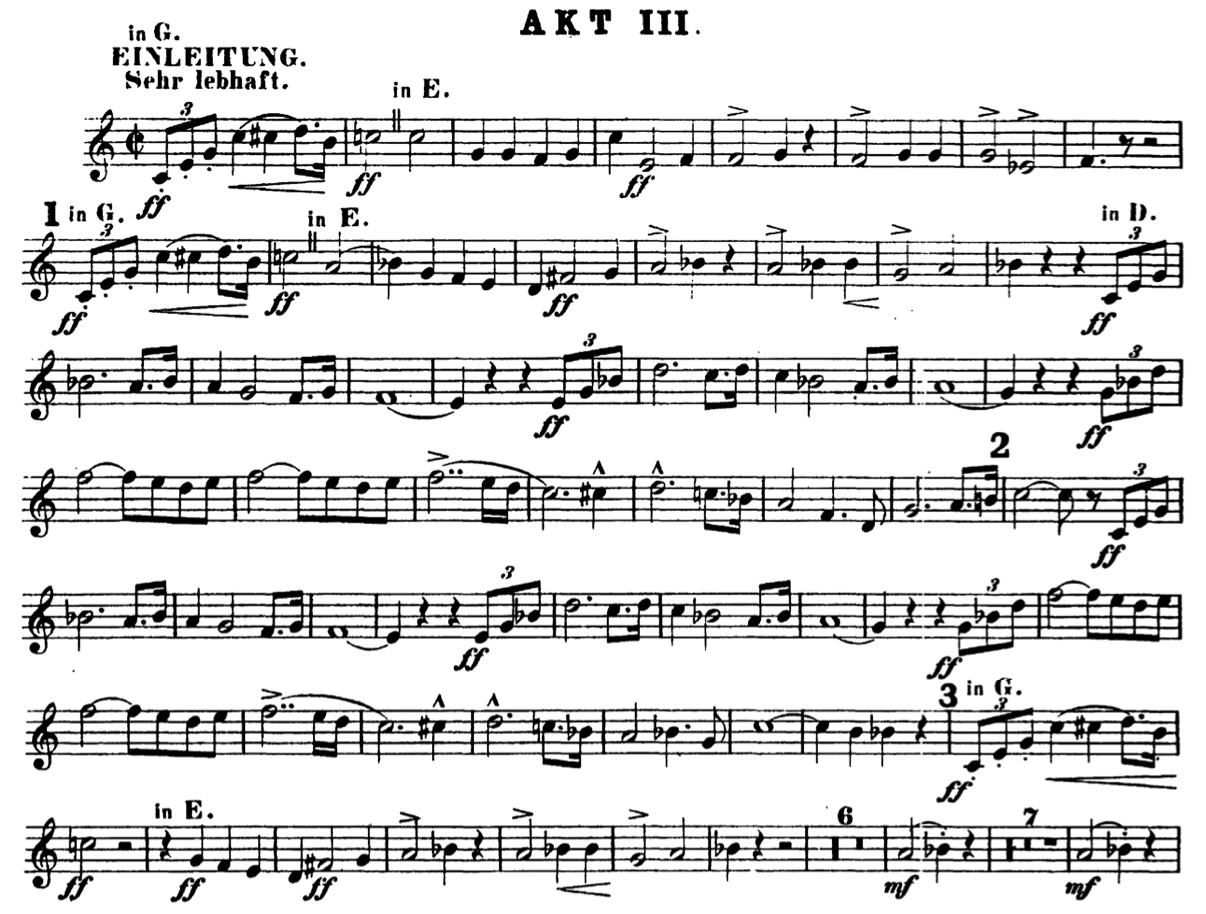 AKT III.
in G.
EINLEITUNG.
Sehr lebhaft.
in E.
3
ff ff ff
1 in G. in E. in D.
3 3
ff ff ff ff
3 3
ff ff
2
3
ff
3 3
ff ff
3 in G.
3
ff
in E. 6 7
ff ff ff mf mf